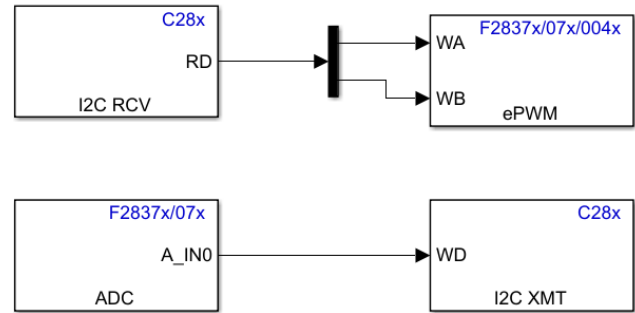 C28x
RD
I2C RCV
F2837x/07x/004x
WA
WB
ePWM
F2837x/07x
A_IN0
ADC
C28x
WD
I2C XMT